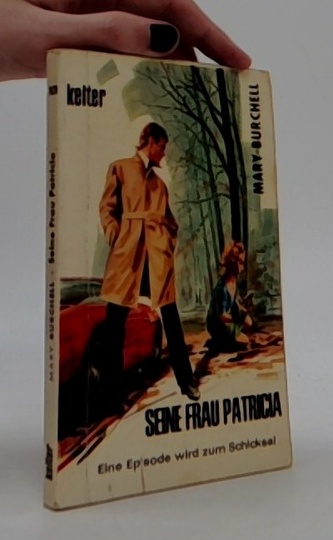 kelter
MARY BURCHELL
SEINE FRAU PATRICIA
Eine Episode wird zum Schicksal
MARY BURCHELL · Seine Frau Patricia
kelter